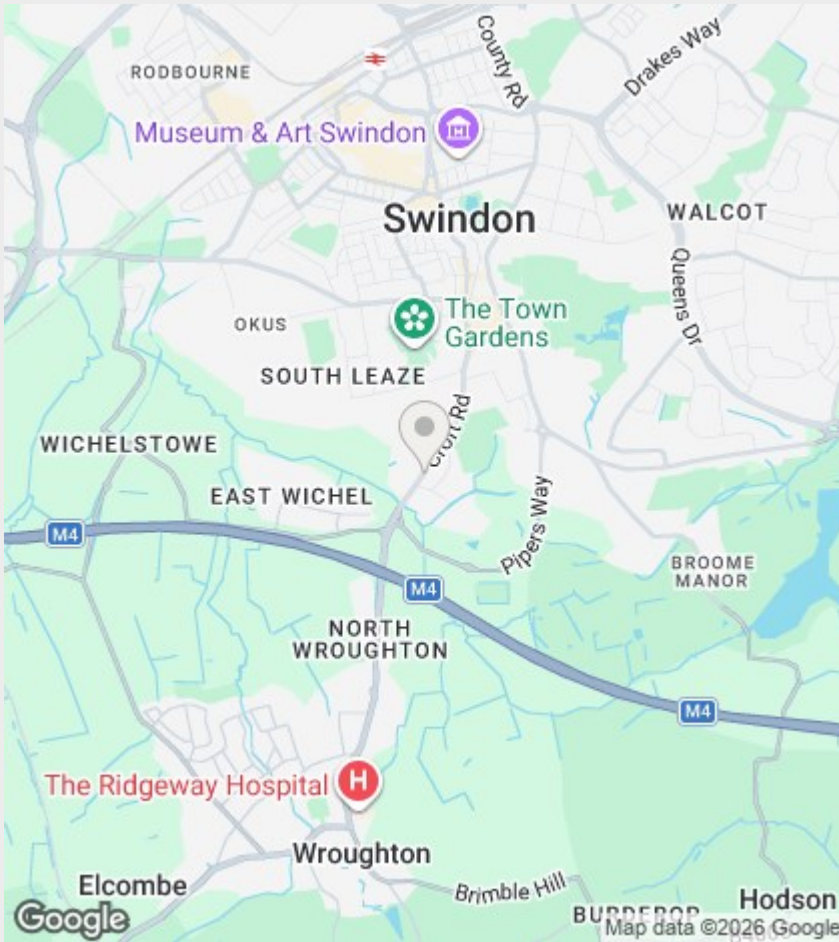 County Rd
Drakes Way
RODBOURNE
Museum & Art Swindon
Swindon
WALCOT
Queens Dr
The Town
Gardens
OKUS
SOUTH LEAZE
Croft Rd
WICHELSTOWE
EAST WICHEL
Pipers Way
M4
BROOME
MANOR
M4
NORTH
WROUGHTON
M4
The Ridgeway Hospital
H
Wroughton
Elcombe
Brimble Hill
BURDEROP
Hodson
Google
Map data ©2026 Google